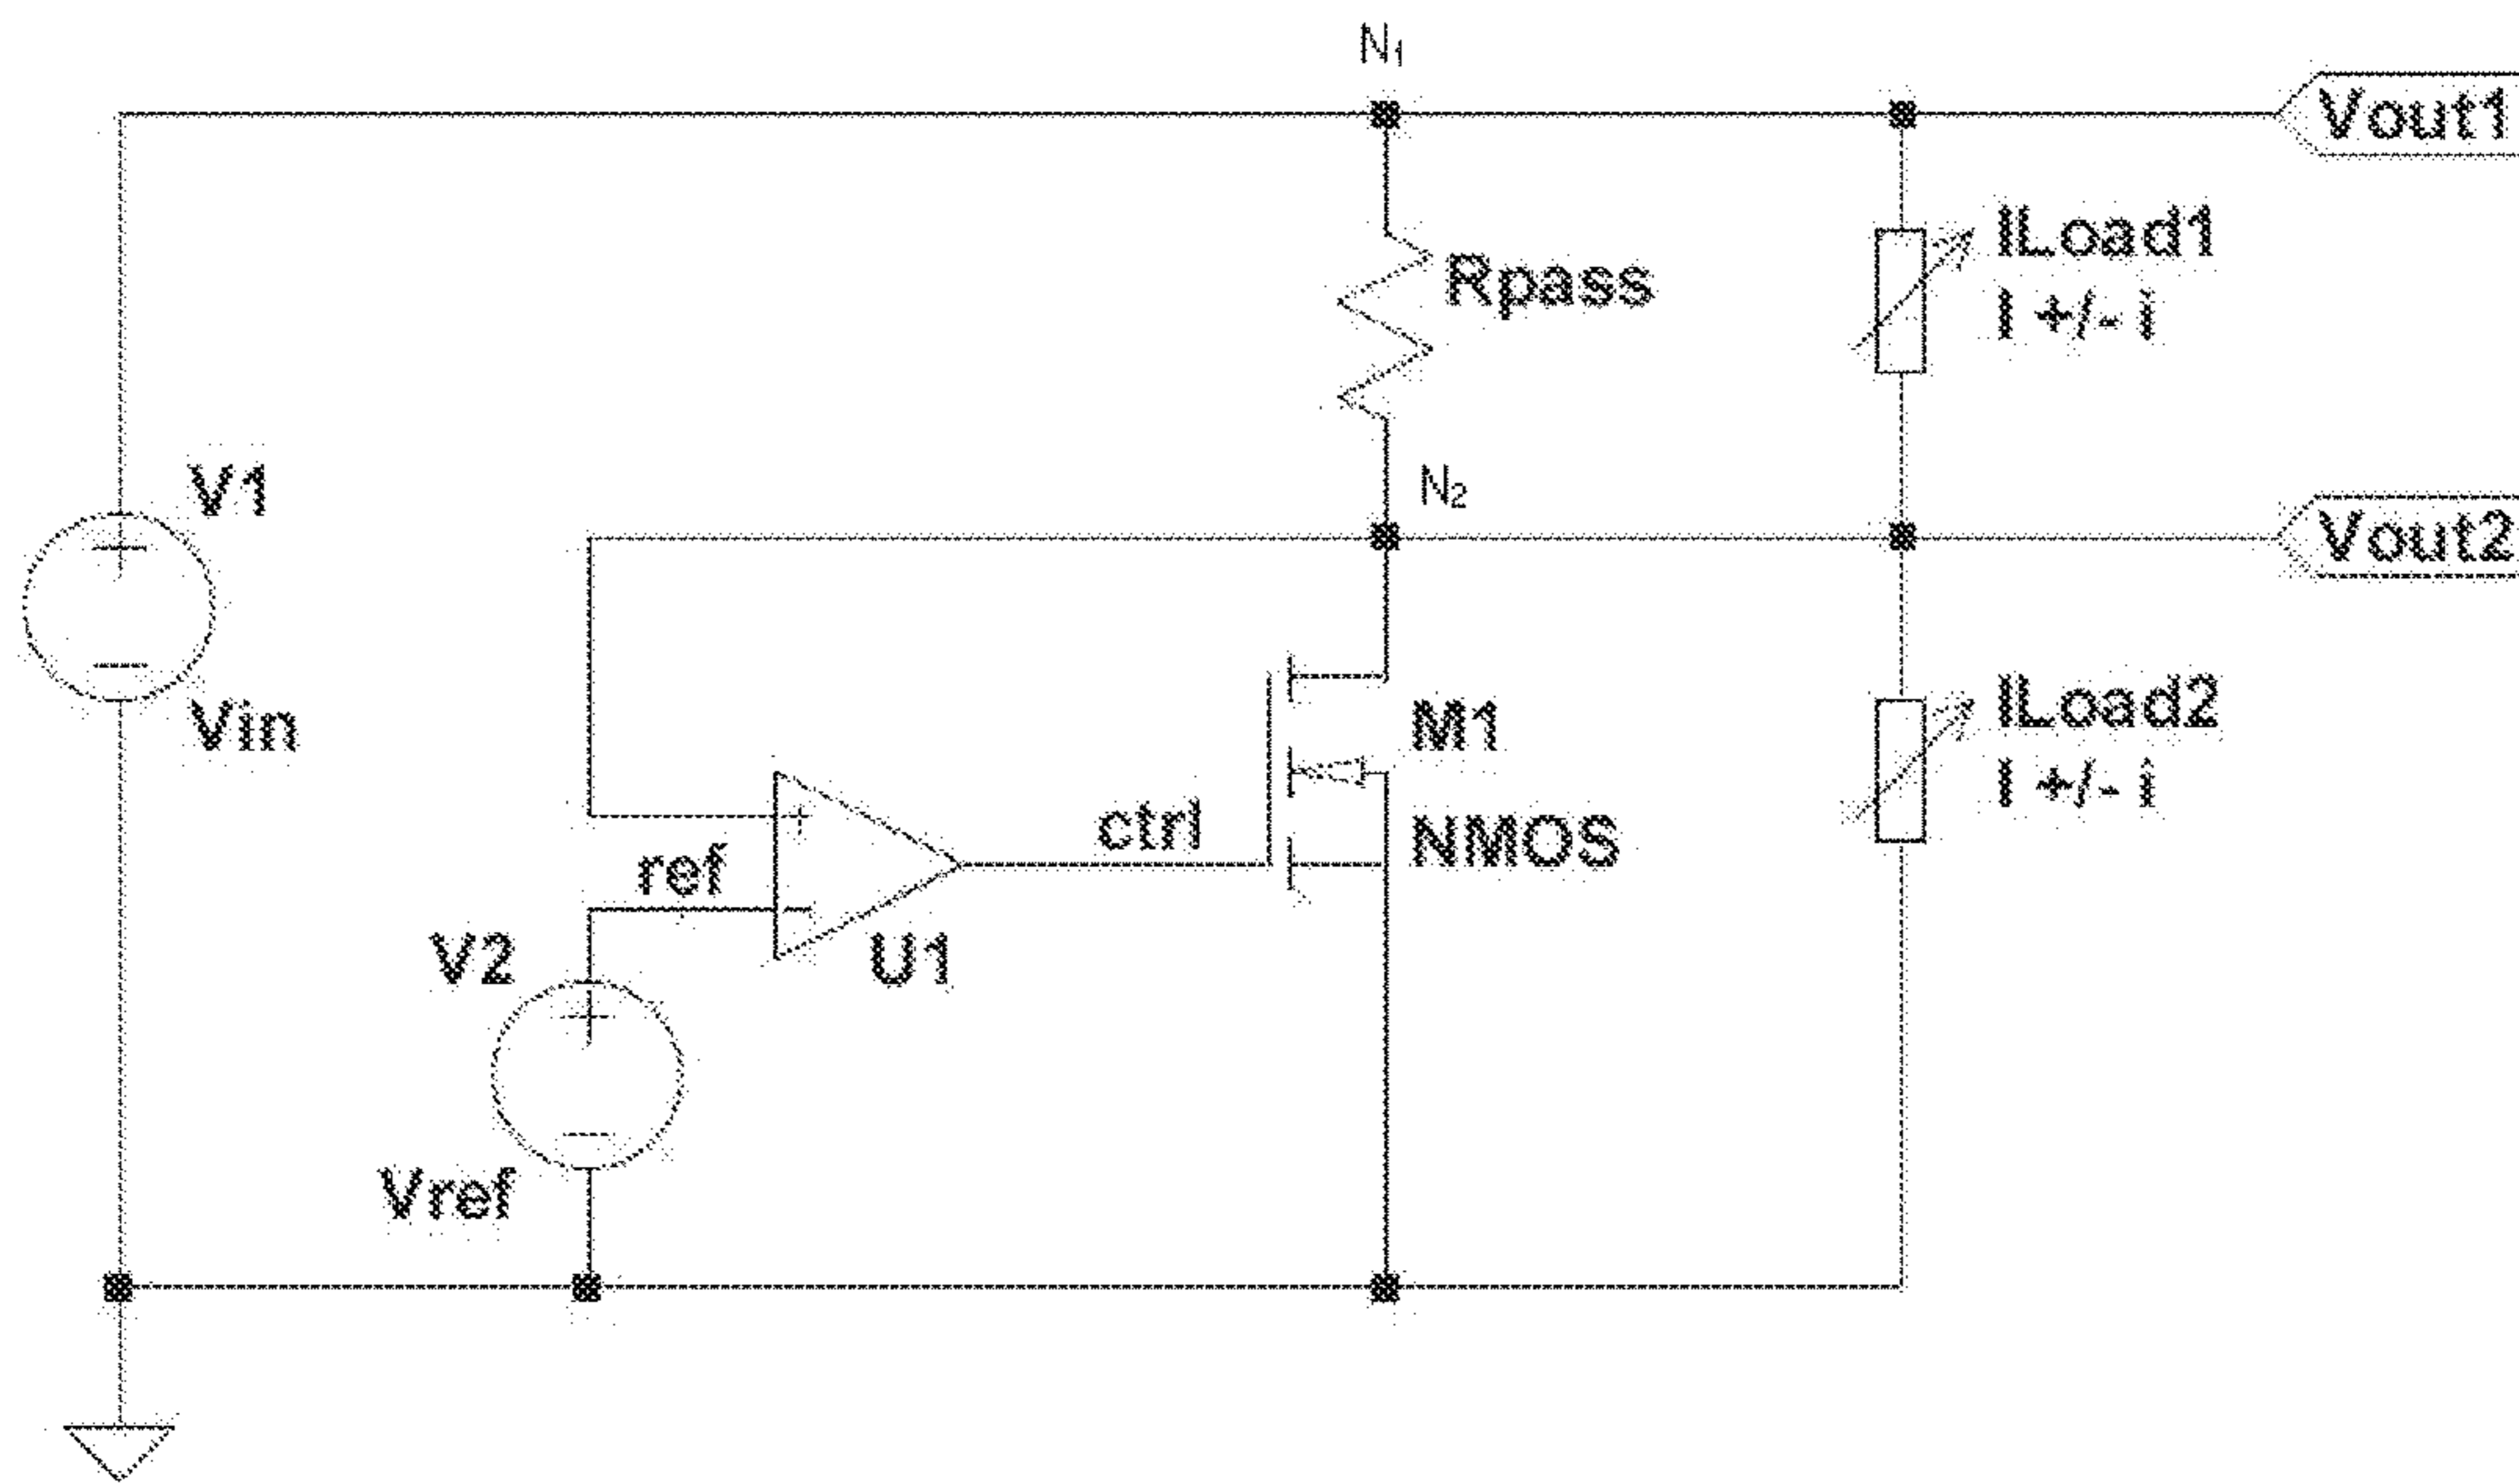 N₁
Vout1
ILoad1
I +/- i
Rpass
V1
N₂
Vout2
Vin
M1
NMOS
ILoad2
I +/- i
ctrl
ref
U1
V2
Vref